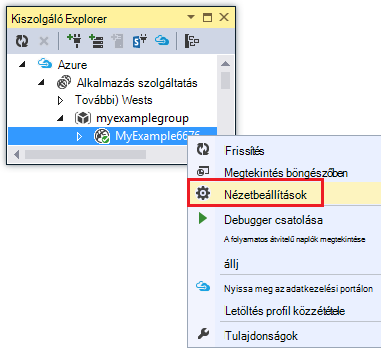 Kiszolgáló Explorer
Azure
Alkalmazás szolgáltatás
További) Wests
myexamplegroup
MyExample6676
Frissítés
Megtekintés böngészőben
Nézetbeállítások
Debugger csatolása
A folyamatos átvitelű naplók megtekintése
állj
Nyissa meg az adatkezelési portálon
Letöltés profil közzététele
Tulajdonságok